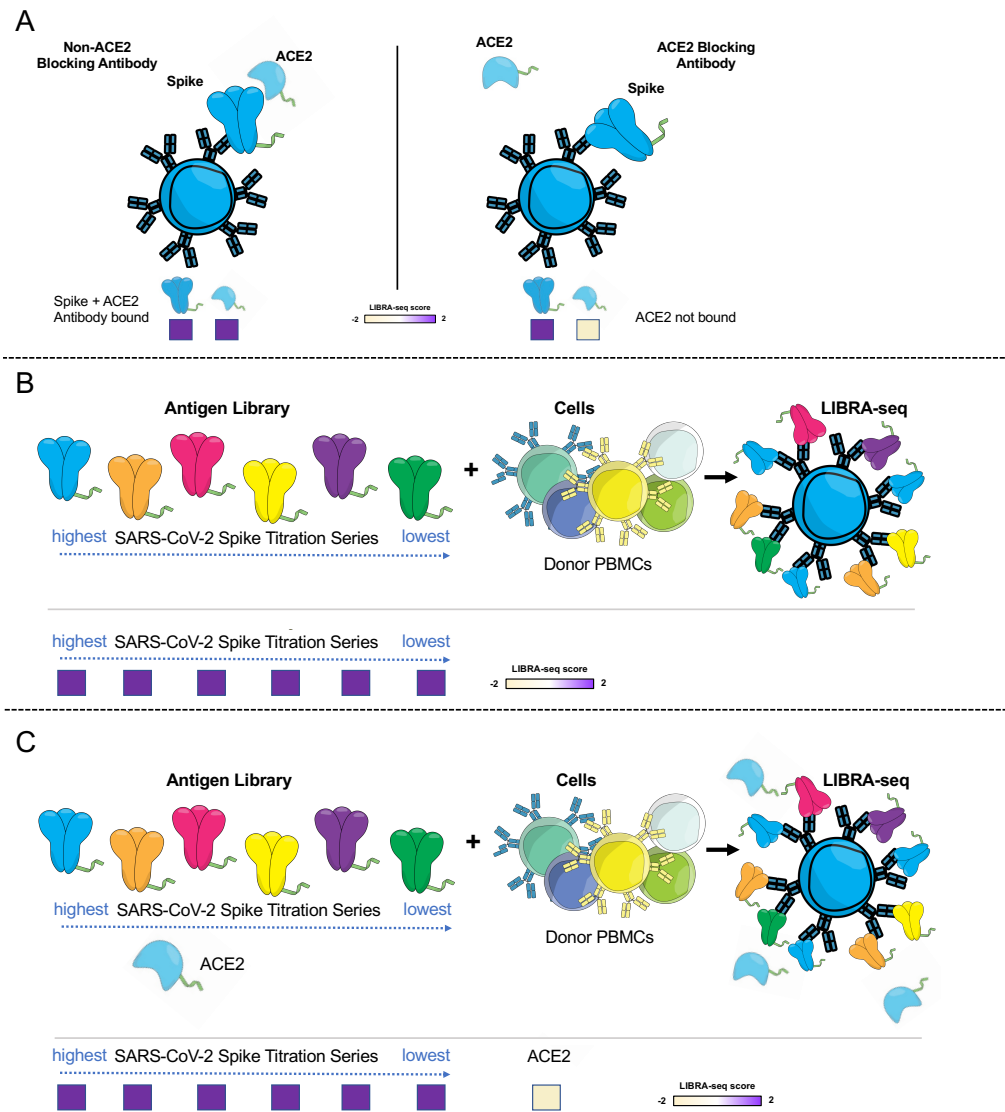 A
Non-ACE2
Blocking Antibody
ACE2
Spike
ACE2
ACE2 Blocking
Antibody
Spike
Spike + ACE2
Antibody bound
LIBRA-seq score
-2
2
ACE2 not bound
B
Antigen Library
Cells
LIBRA-seq
+
highest SARS-CoV-2 Spike Titration Series lowest
Donor PBMCs
highest SARS-CoV-2 Spike Titration Series lowest
LIBRA-seq score
-2
2
C
Antigen Library
Cells
LIBRA-seq
+
highest SARS-CoV-2 Spike Titration Series lowest
Donor PBMCs
ACE2
highest SARS-CoV-2 Spike Titration Series lowest
ACE2
LIBRA-seq score
-2
2